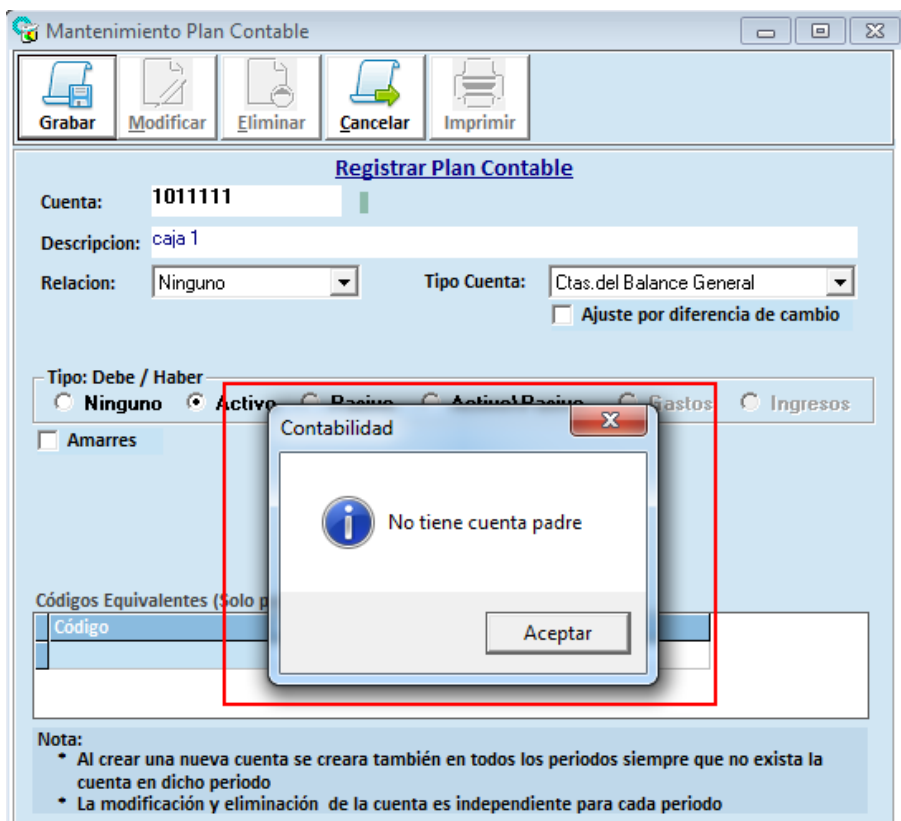 Mantenimiento Plan Contable
Grabar Modificar Eliminar Cancelar Imprimir
Registrar Plan Contable
Cuenta: 1011111
Descripcion: caja 1
Relacion: Ninguno Tipo Cuenta: Ctas.del Balance General
Ajuste por diferencia de cambio
Tipo: Debe / Haber
Ninguno Activo Pasivo Activo\Pasivo Gastos Ingresos
Amarres
Contabilidad
No tiene cuenta padre
Aceptar
Códigos Equivalentes (Solo p
Código
Nota:
* Al crear una nueva cuenta se creara también en todos los periodos siempre que no exista la
cuenta en dicho periodo
* La modificación y eliminación de la cuenta es independiente para cada periodo